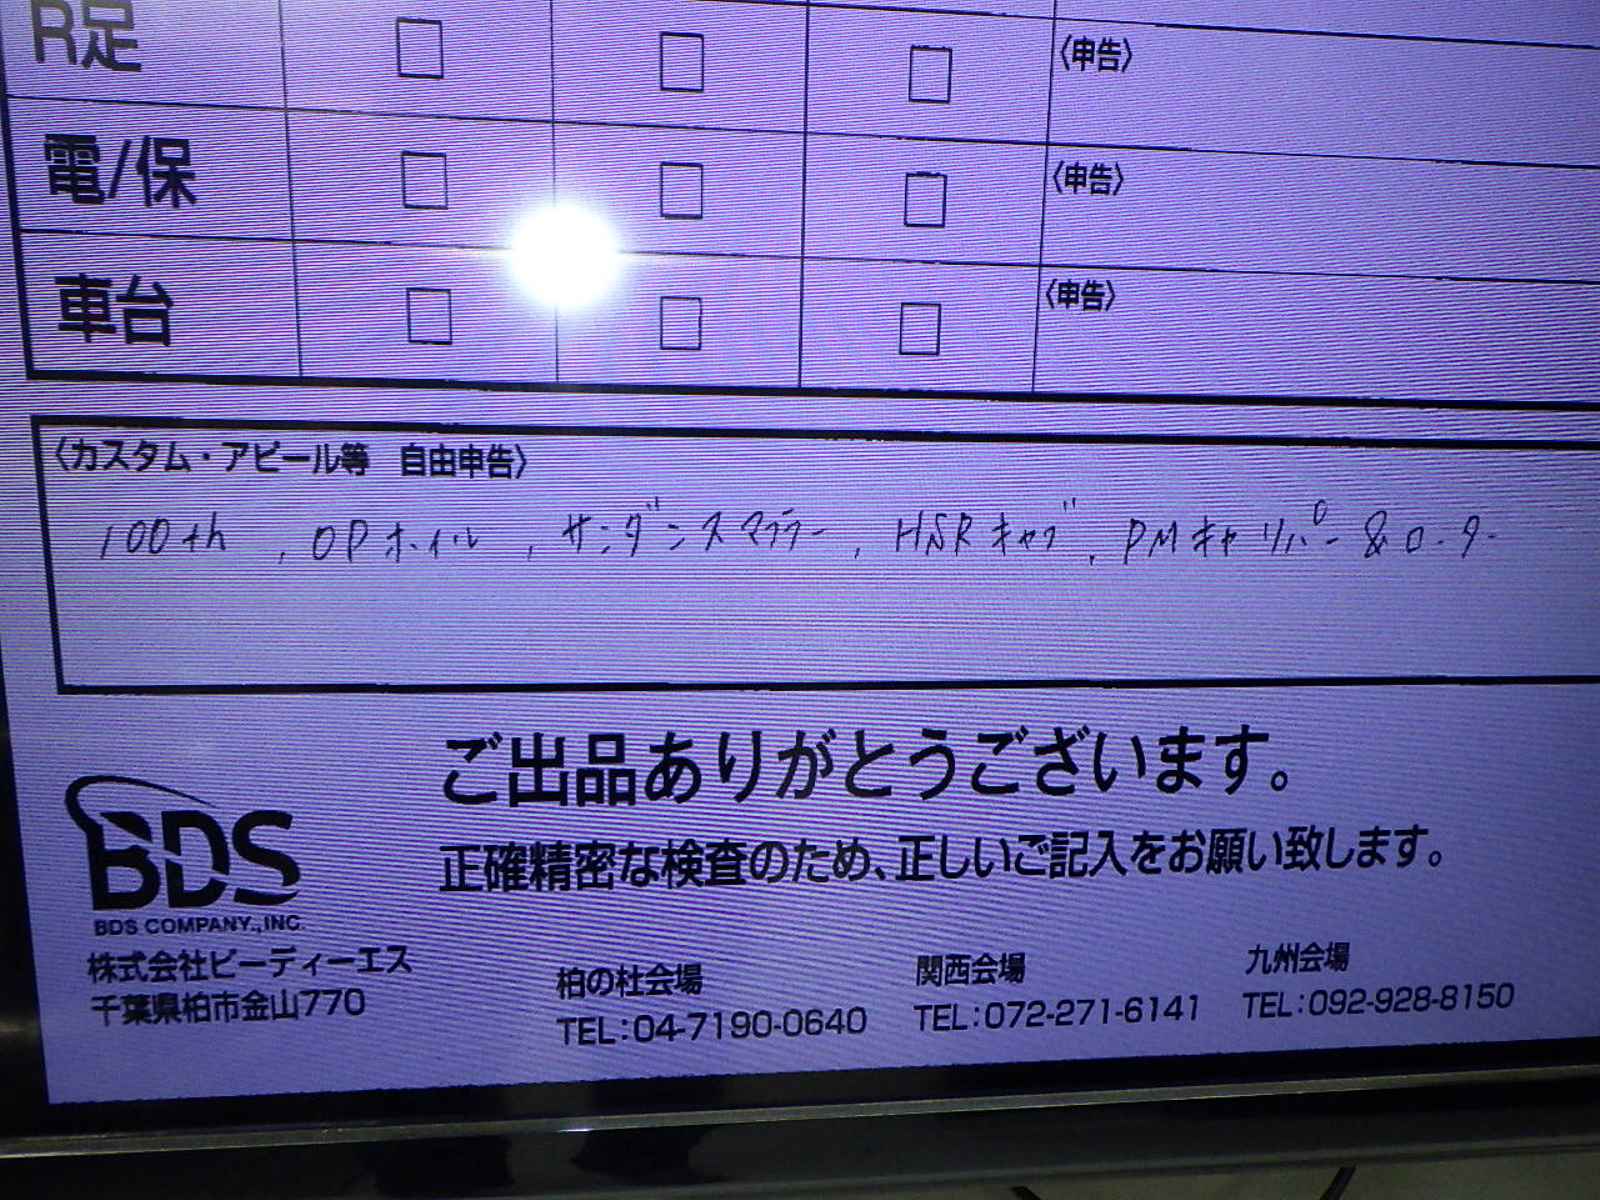 R足 □ □ □ 〈申告〉
電/保 □ □ □ 〈申告〉
車台 □ □ □ 〈申告〉
〈カスタム・アピール等 自由申告〉
100th , OPホイル , サンダンスマフラー , HSRキャブ , PMキャリパー&ローター
ご出品ありがとうございます。
正確精密な検査のため、正しいご記入をお願い致します。
BDS
BDS COMPANY.,INC.
株式会社ビーディーエス
千葉県柏市金山770
柏の杜会場
TEL:04-7190-0640
関西会場
TEL:072-271-6141
九州会場
TEL:092-928-8150